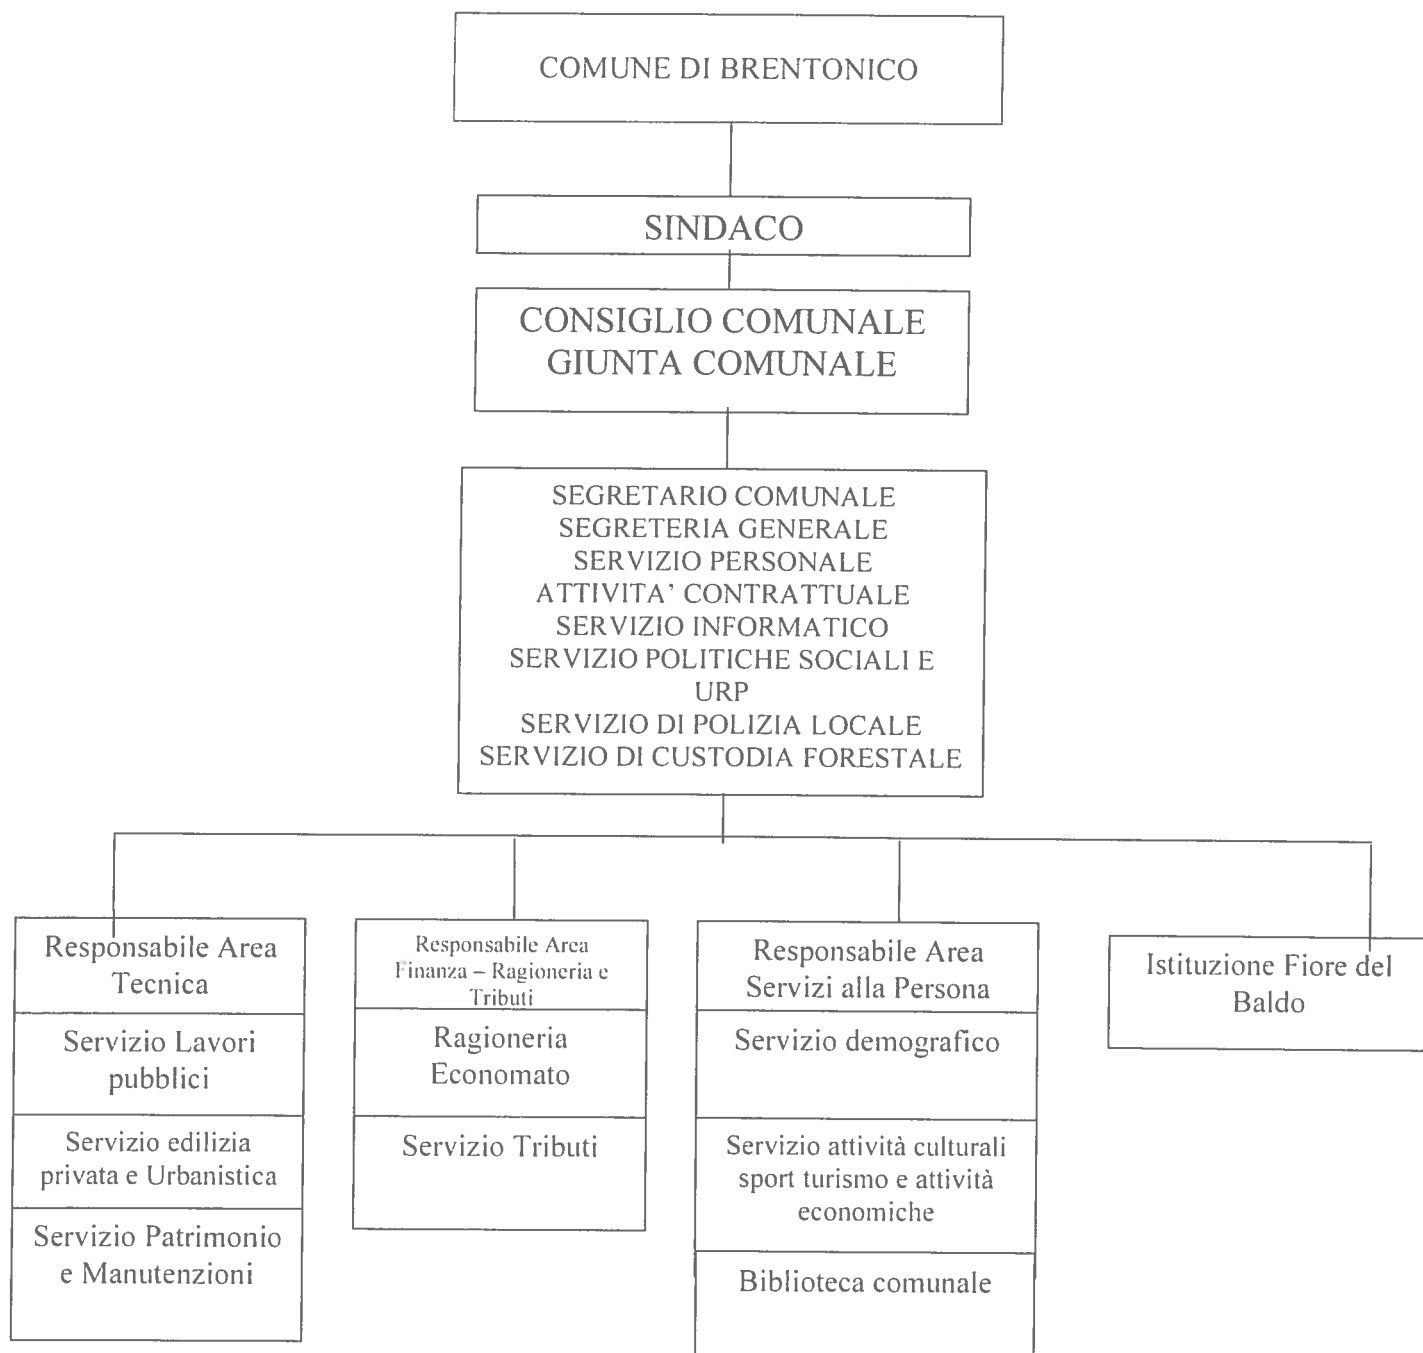 COMUNE DI BRENTONICO
SINDACO
CONSIGLIO COMUNALE
GIUNTA COMUNALE
SEGRETARIO COMUNALE
SEGRETERIA GENERALE
SERVIZIO PERSONALE
ATTIVITA' CONTRATTUALE
SERVIZIO INFORMATICO
SERVIZIO POLITICHE SOCIALI E
URP
SERVIZIO DI POLIZIA LOCALE
SERVIZIO DI CUSTODIA FORESTALE
Responsabile Area
Tecnica
Servizio Lavori
pubblici
Servizio edilizia
privata e Urbanistica
Servizio Patrimonio
e Manutenzioni
Responsabile Area
Finanza – Ragioneria e
Tributi
Ragioneria
Economato
Servizio Tributi
Responsabile Area
Servizi alla Persona
Servizio demografico
Servizio attività culturali
sport turismo e attività
economiche
Biblioteca comunale
Istituzione Fiore del
Baldo